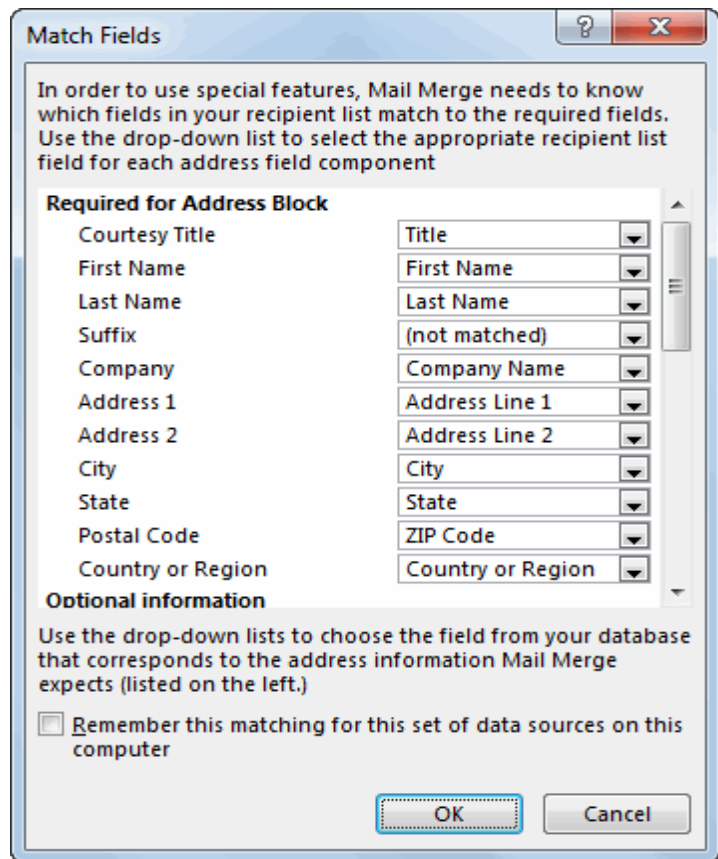 Match Fields
In order to use special features, Mail Merge needs to know
which fields in your recipient list match to the required fields.
Use the drop-down list to select the appropriate recipient list
field for each address field component
Required for Address Block
Courtesy Title Title
First Name First Name
Last Name Last Name
Suffix (not matched)
Company Company Name
Address 1 Address Line 1
Address 2 Address Line 2
City City
State State
Postal Code ZIP Code
Country or Region Country or Region
Optional information
Use the drop-down lists to choose the field from your database
that corresponds to the address information Mail Merge
expects (listed on the left.)
Remember this matching for this set of data sources on this
computer
OK Cancel